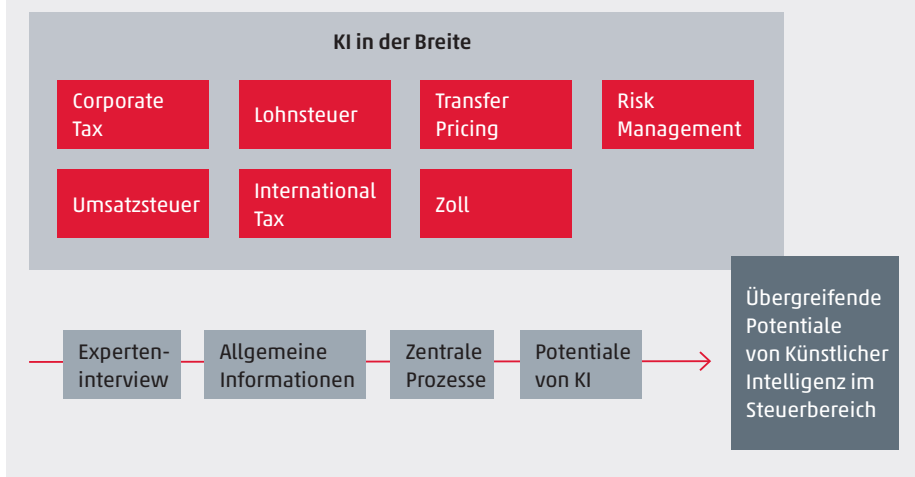 KI in der Breite
Corporate
Tax
Lohnsteuer
Transfer
Pricing
Risk
Management
Umsatzsteuer
International
Tax
Zoll
Experten-
interview
Allgemeine
Informationen
Zentrale
Prozesse
Potentiale
von KI
Übergreifende
Potentiale
von Künstlicher
Intelligenz im
Steuerbereich